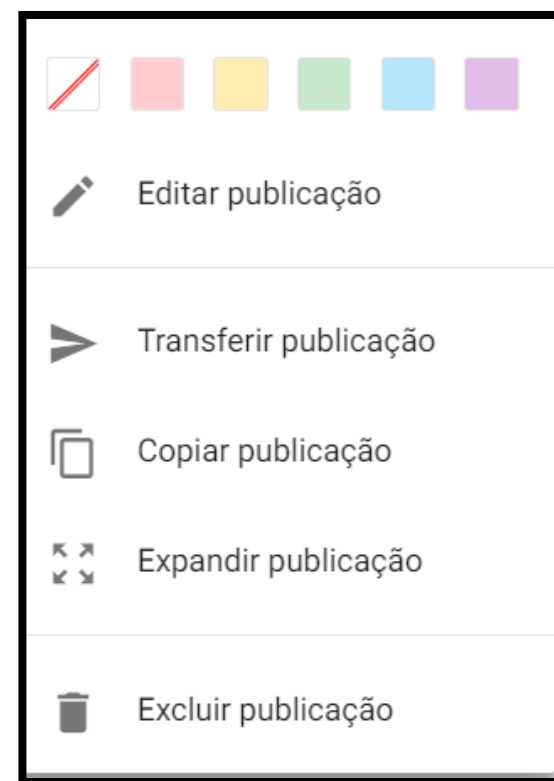 Editar publicação
Transferir publicação
Copiar publicação
Expandir publicação
Excluir publicação